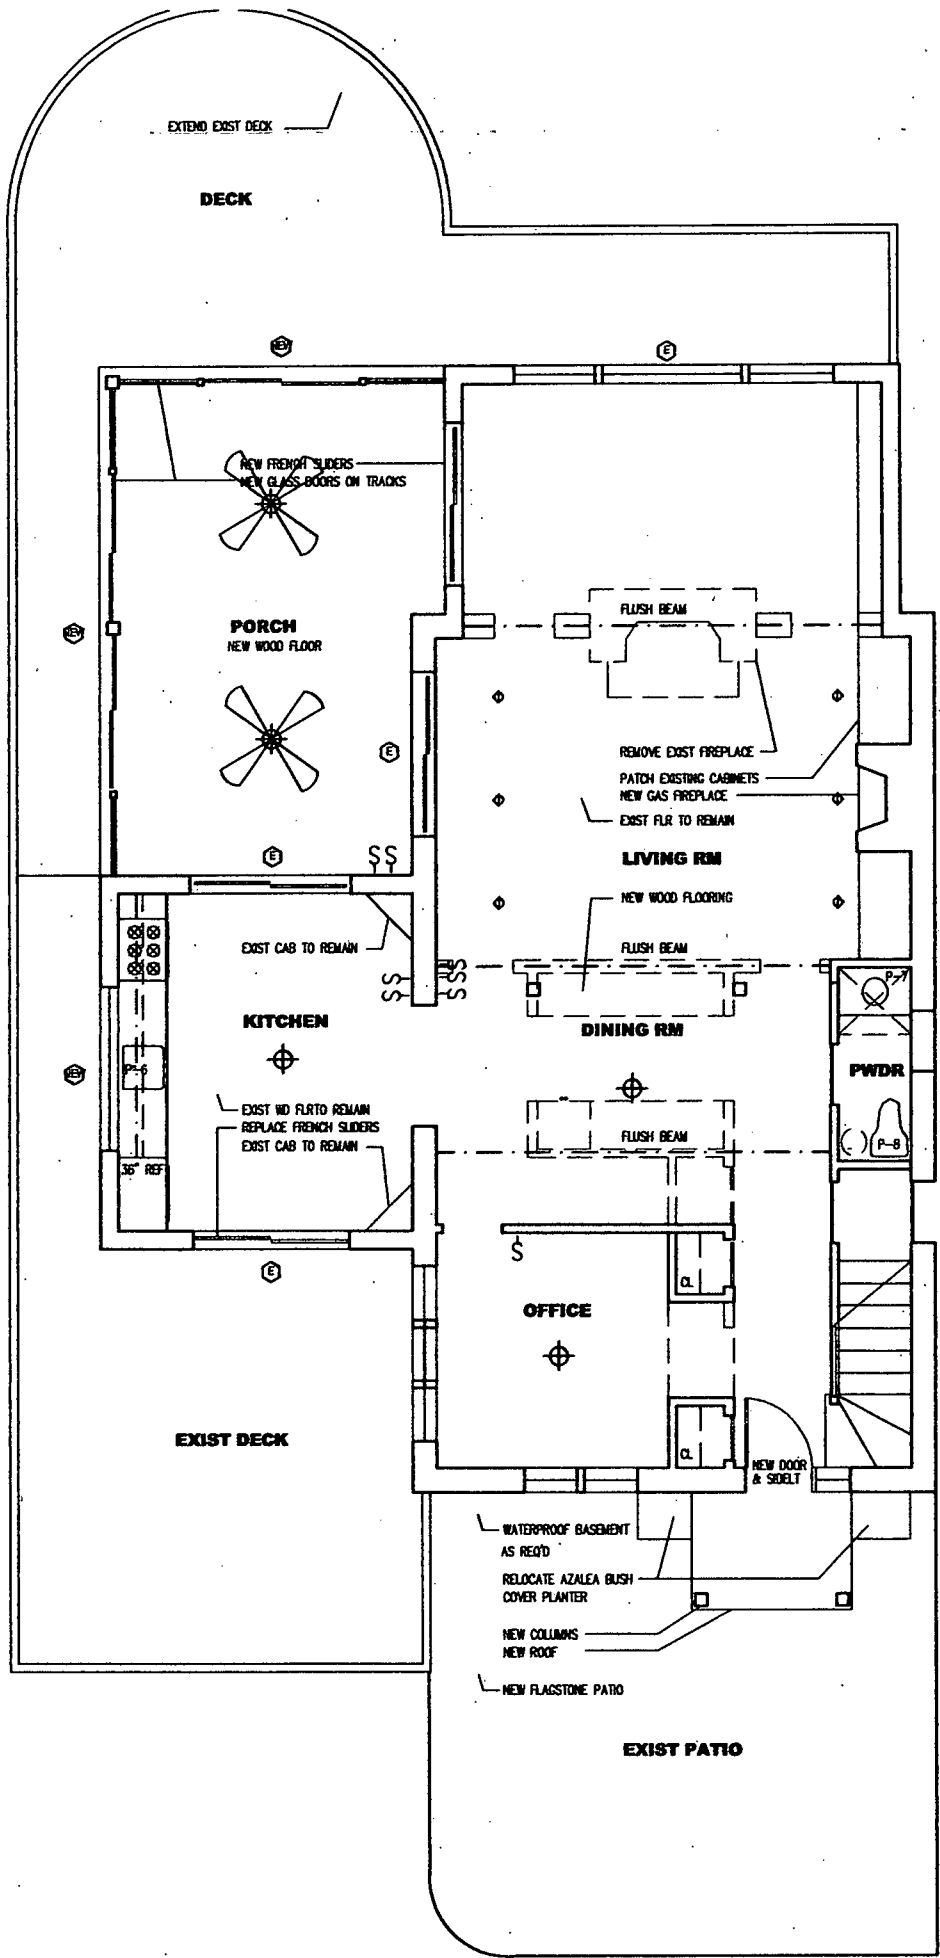 EXTEND EXIST DECK
DECK
NEW
E
NEW FRENCH SLIDERS
NEW GLASS DOORS ON TRACKS
FLUSH BEAM
PORCH
NEW WOOD FLOOR
NEW
E
REMOVE EXIST FIREPLACE
PATCH EXISTING CABINETS
NEW GAS FIREPLACE
EXIST FLR TO REMAIN
LIVING RM
E
SS
NEW WOOD FLOORING
EXIST CAB TO REMAIN
FLUSH BEAM
S
S
S
S
S
P-7
KITCHEN
DINING RM
NEW
P-6
PWDR
EXIST WD FLRTO REMAIN
REPLACE FRENCH SLIDERS
EXIST CAB TO REMAIN
FLUSH BEAM
P-8
36" REF
S
E
CL
OFFICE
EXIST DECK
CL
NEW DOOR
& SIDELT
WATERPROOF BASEMENT
AS REQ'D
RELOCATE AZALEA BUSH
COVER PLANTER
NEW COLUMNS
NEW ROOF
NEW FLAGSTONE PATIO
EXIST PATIO